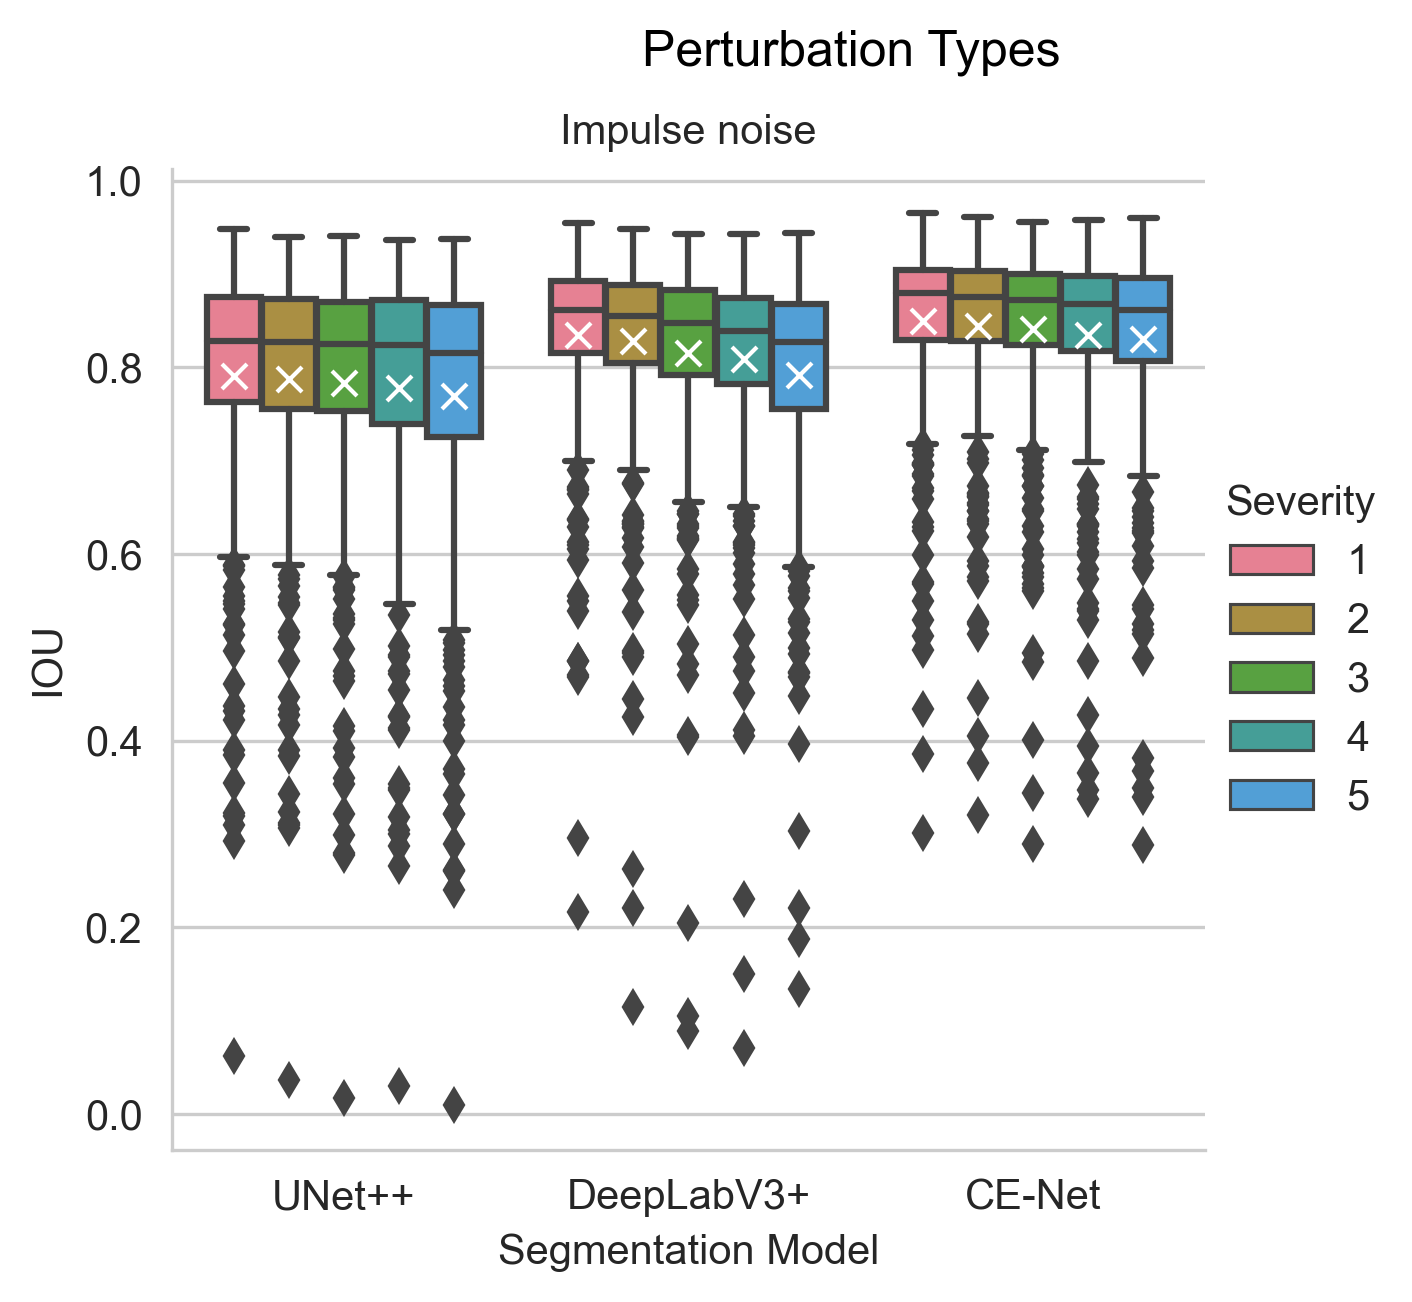 Perturbation Types
Impulse noise
1.0
0.8
0.6
0.4
0.2
0.0
IOU
UNet++
DeepLabV3+
CE-Net
Segmentation Model
Severity
1
2
3
4
5